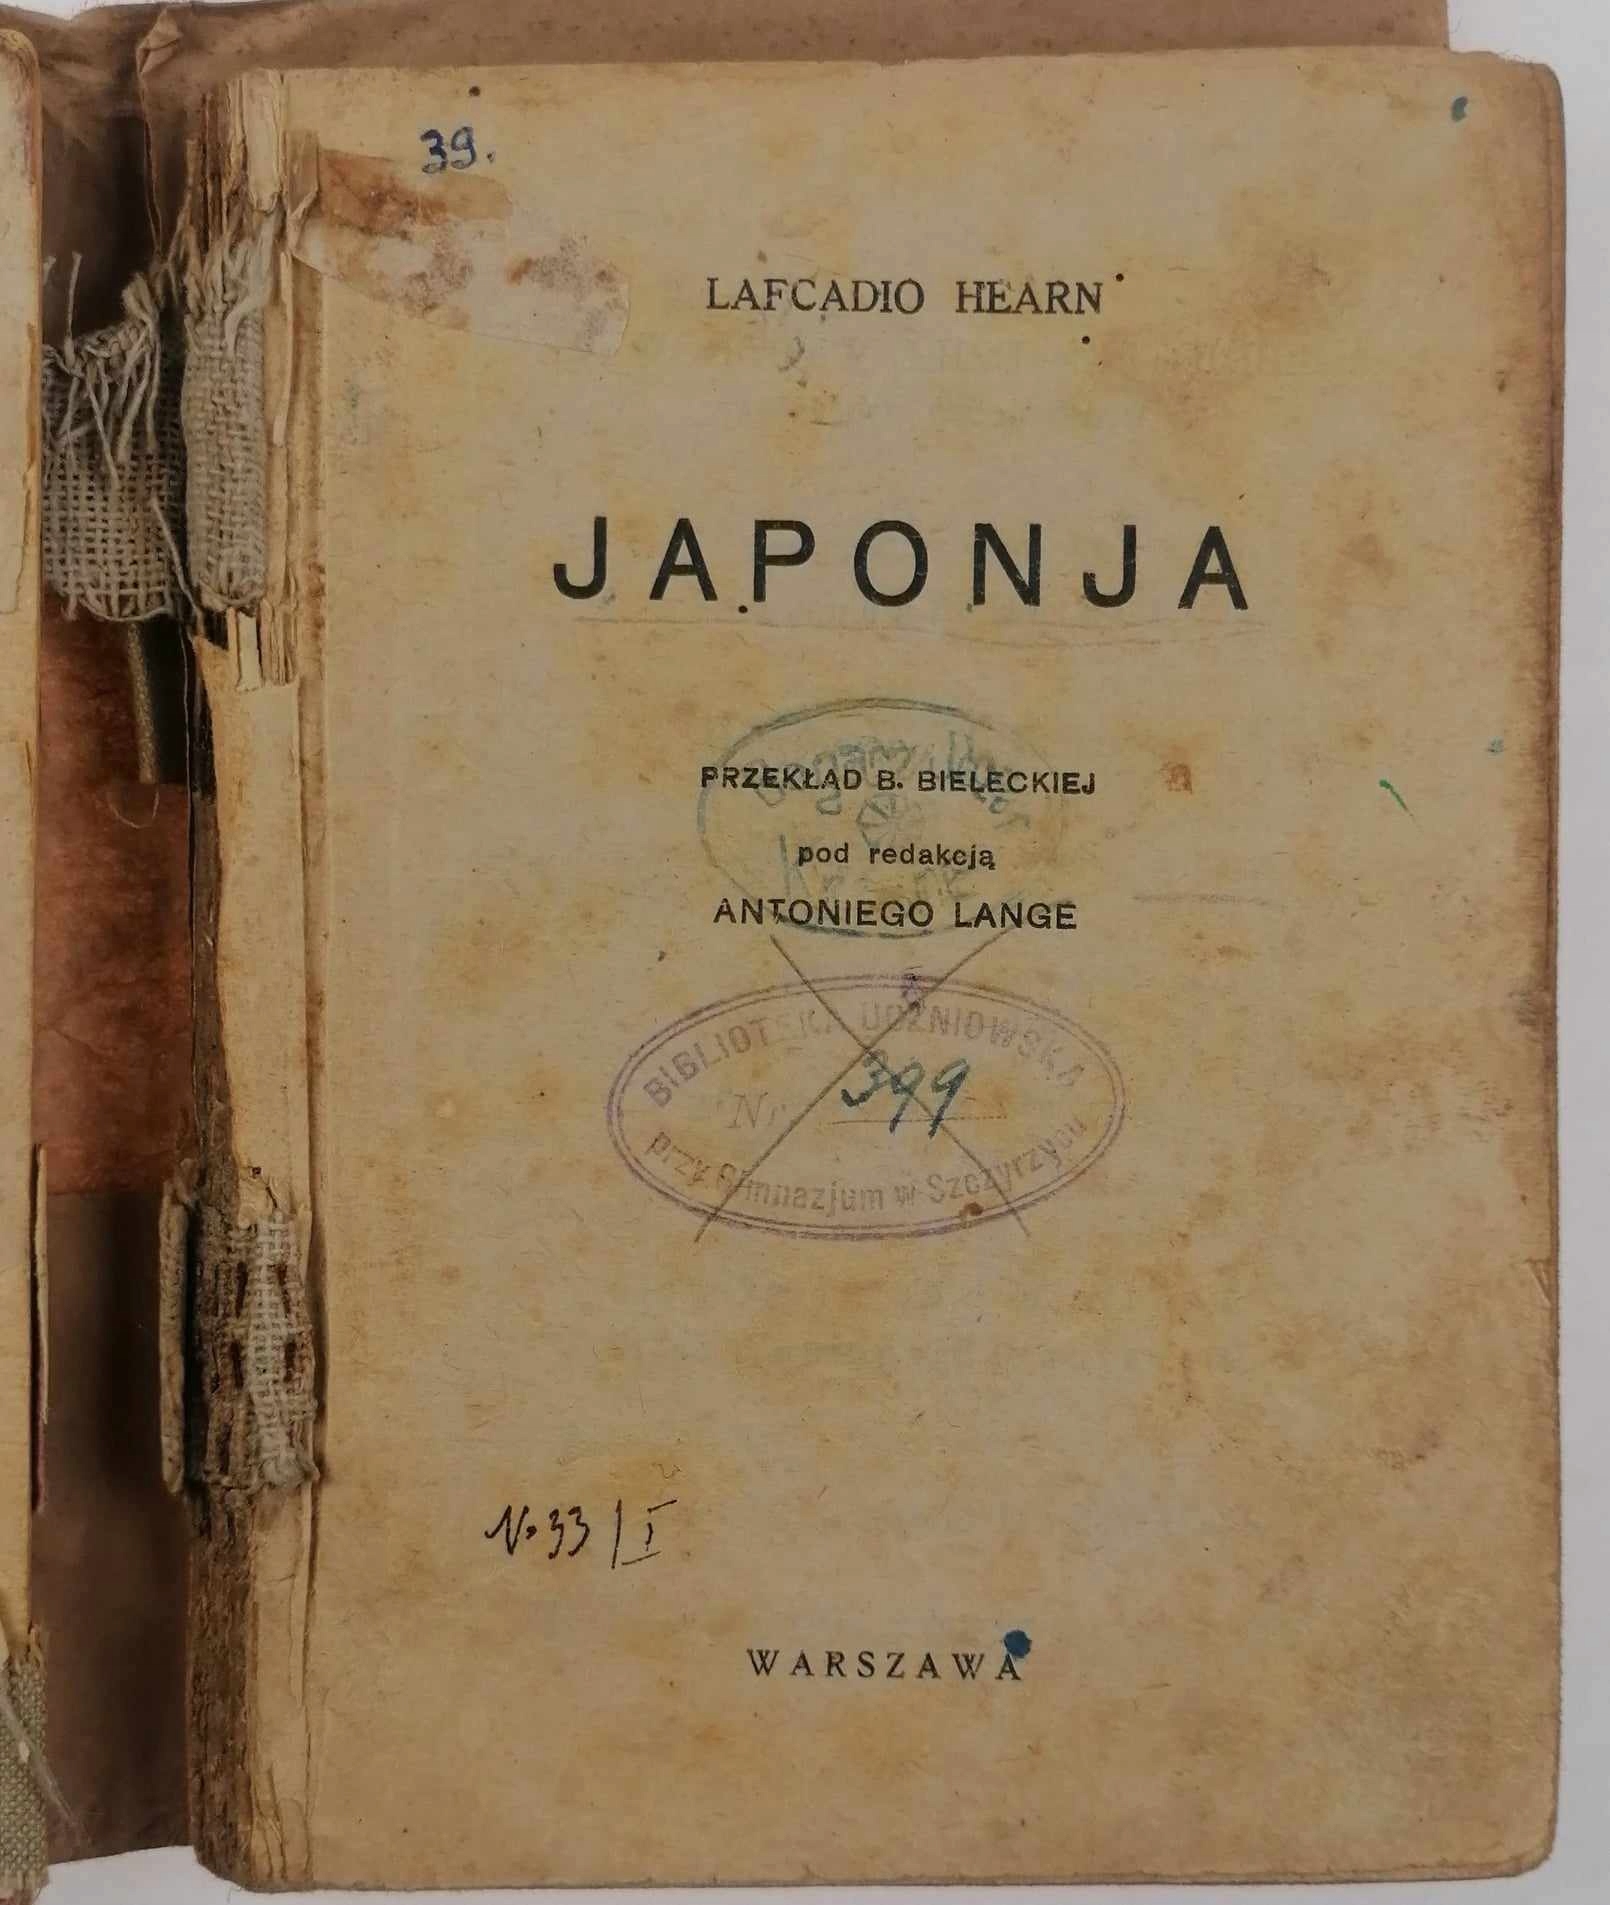 39.
LAFCADIO HEARN
JAPONJA
PRZEKŁAD B. BIELECKIEJ
pod redakcją
ANTONIEGO LANGE
BIBLIOTEKA UCZNIOWSKA
Nr. 399
przy Gimnazjum w Szczyrzycu
No 33/I
WARSZAWA